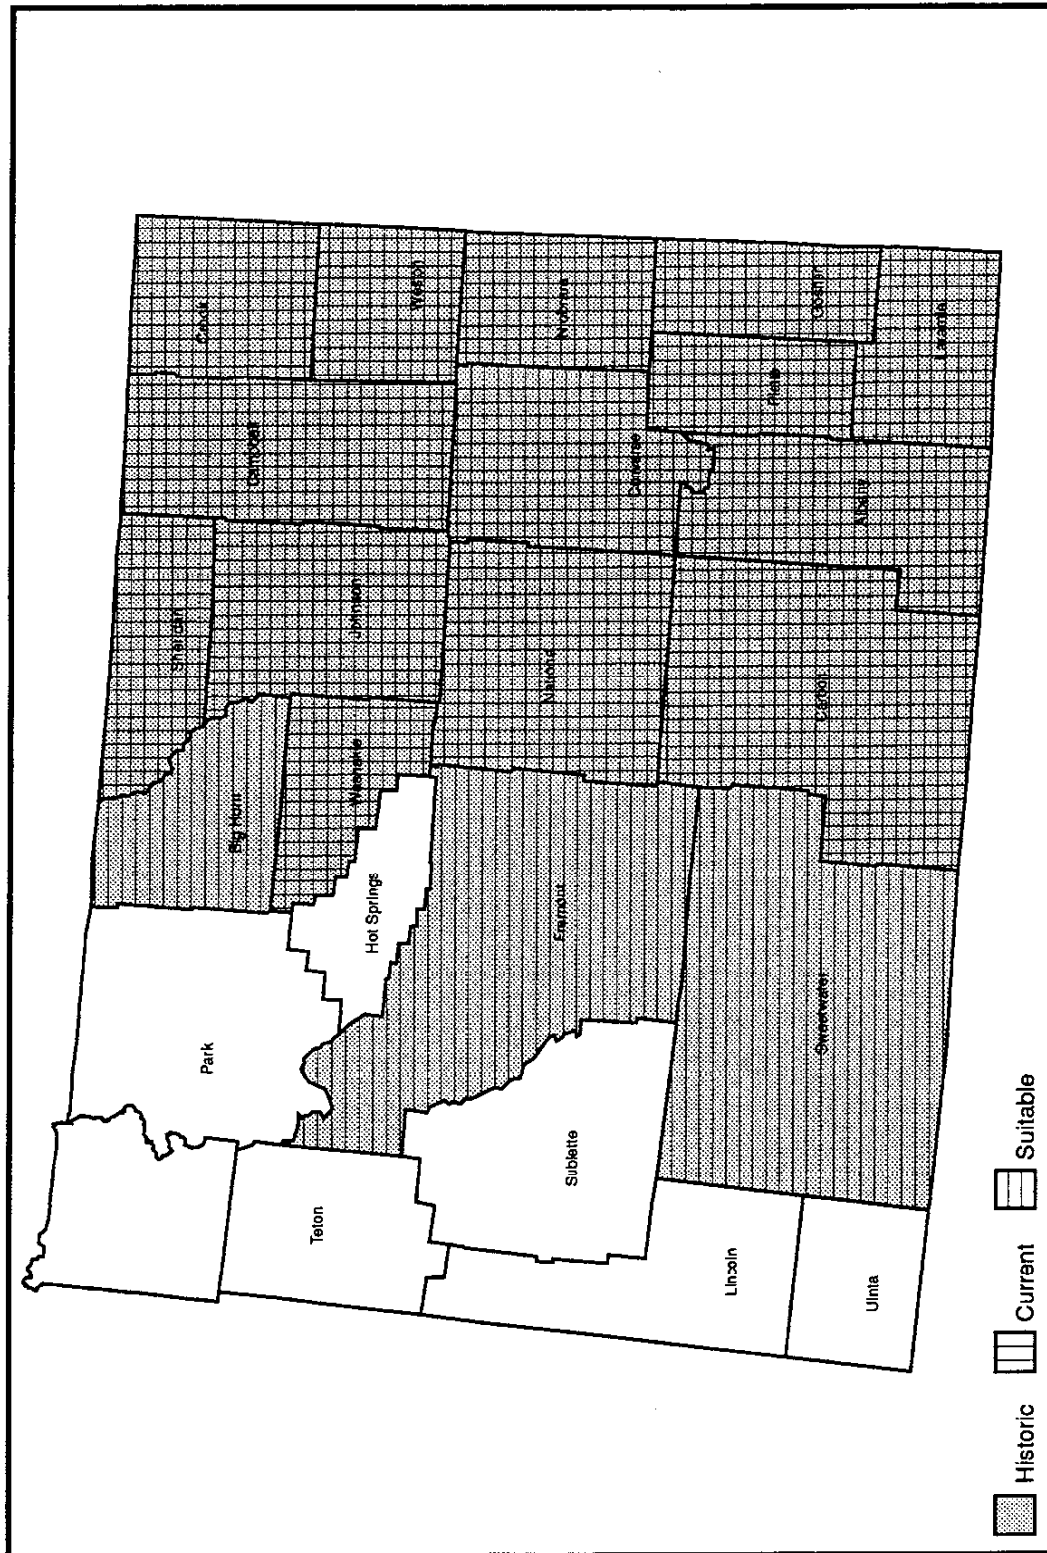 Park
Big Horn
Sheridan
Campbell
Crook
Teton
Hot Springs
Washakie
Johnson
Weston
Sublette
Fremont
Natrona
Converse
Niobrara
Lincoln
Uinta
Sweetwater
Carbon
Albany
Platte
Goshen
Laramie
Historic
Current
Suitable